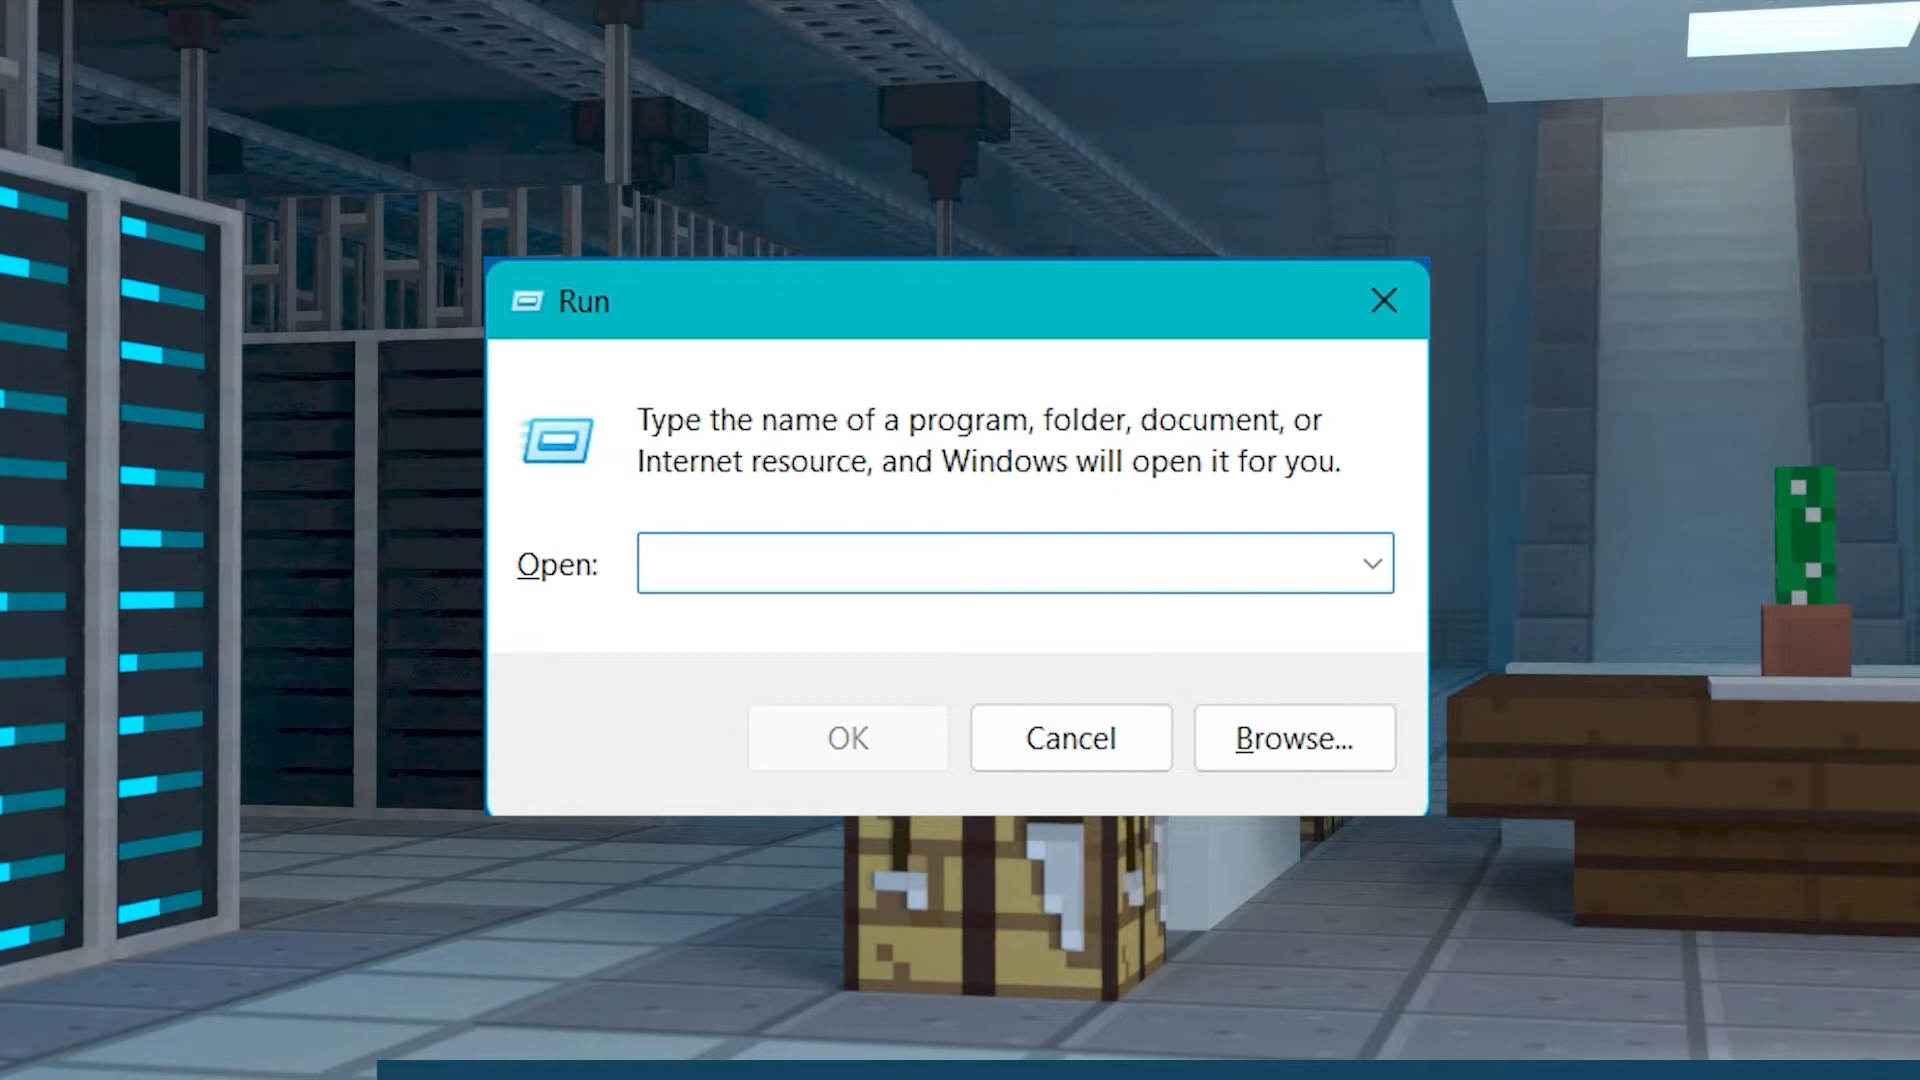 Run
Type the name of a program, folder, document, or
Internet resource, and Windows will open it for you.
Open:
OK
Cancel
Browse...